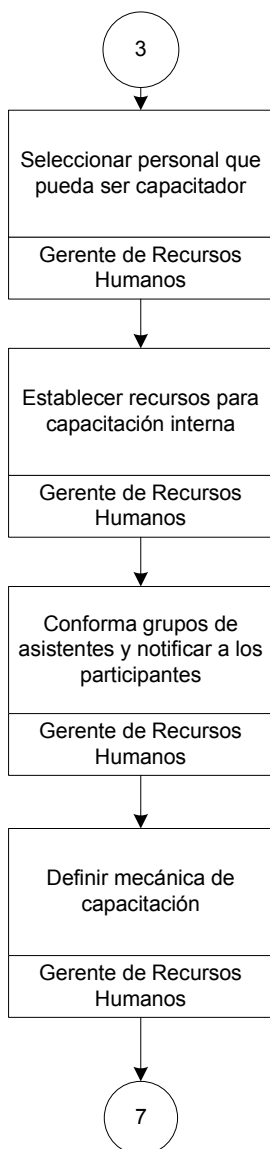 3
Seleccionar personal que
pueda ser capacitador
Gerente de Recursos
Humanos
Establecer recursos para
capacitación interna
Gerente de Recursos
Humanos
Conforma grupos de
asistentes y notificar a los
participantes
Gerente de Recursos
Humanos
Definir mecánica de
capacitación
Gerente de Recursos
Humanos
7